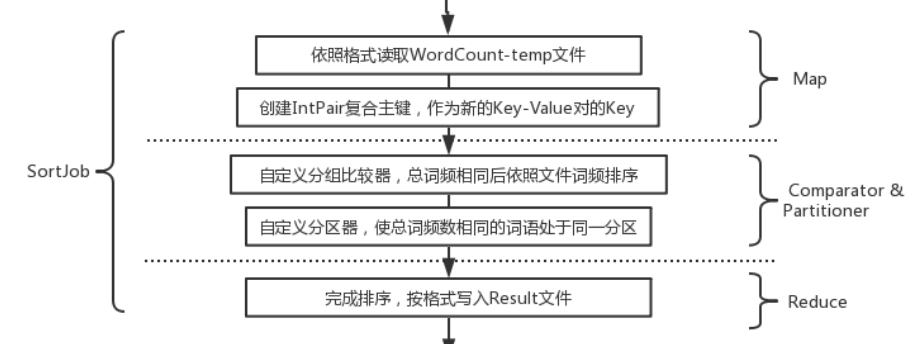 依照格式读取WordCount-temp文件
创建IntPair复合主键，作为新的Key-Value对的Key
Map
SortJob
自定义分组比较器，总词频相同后依照文件词频排序
自定义分区器，使总词频数相同的词语处于同一分区
Comparator &
Partitioner
完成排序，按格式写入Result文件
Reduce